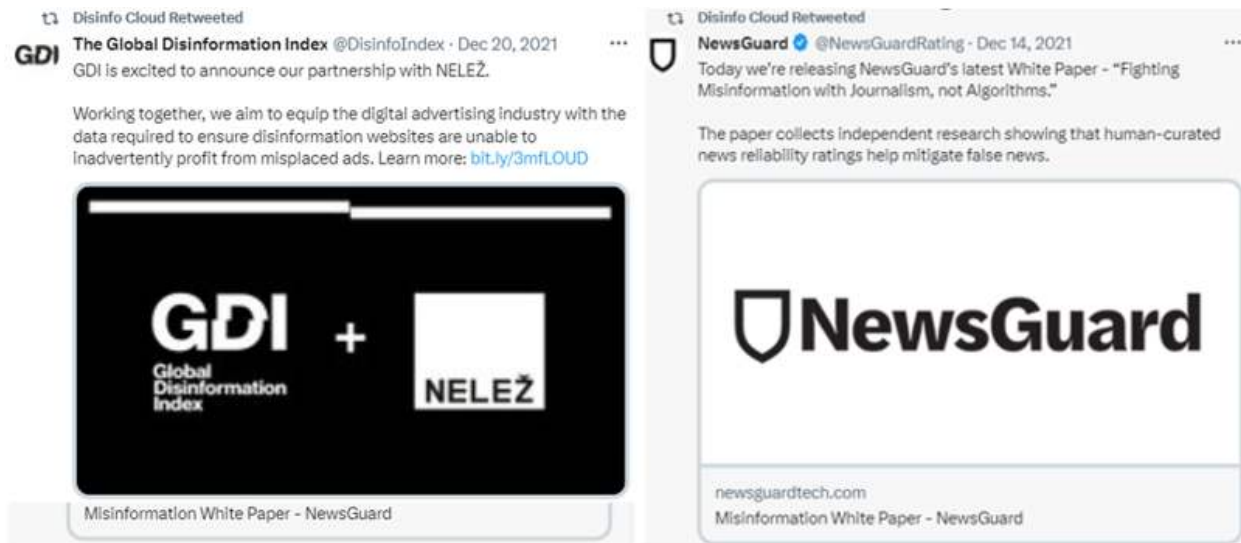 Disinfo Cloud Retweeted
GDI
The Global Disinformation Index @DisinfoIndex · Dec 20, 2021 ...
GDI is excited to announce our partnership with NELEŽ.
Working together, we aim to equip the digital advertising industry with the
data required to ensure disinformation websites are unable to
inadvertently profit from misplaced ads. Learn more: bit.ly/3mfLOUD
GDI
Global
Disinformation
Index
+
NELEŽ
Misinformation White Paper - NewsGuard
Disinfo Cloud Retweeted
NewsGuard @NewsGuardRating · Dec 14, 2021 ...
Today we're releasing NewsGuard's latest White Paper - "Fighting
Misinformation with Journalism, not Algorithms."
The paper collects independent research showing that human-curated
news reliability ratings help mitigate false news.
NewsGuard
newsguardtech.com
Misinformation White Paper - NewsGuard